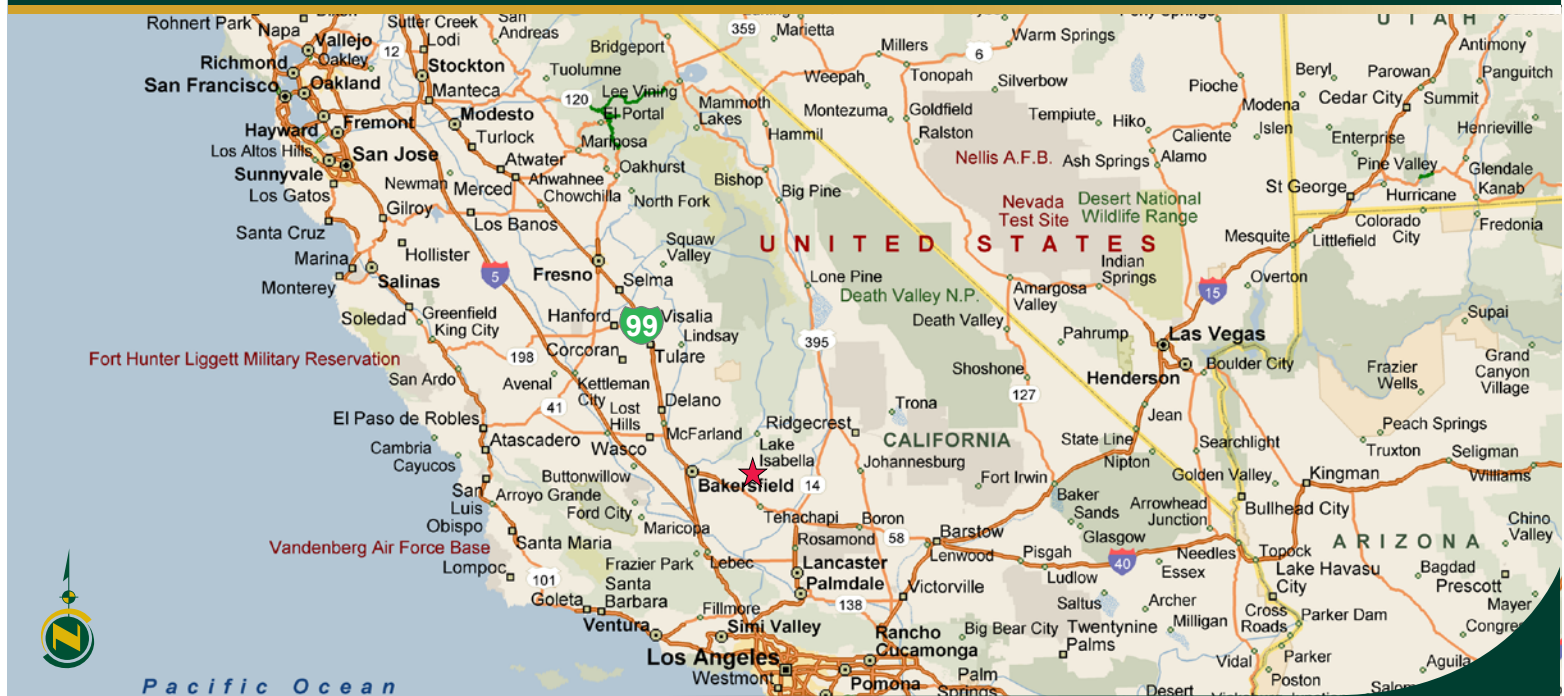 Rohnert Park
Napa
Sutter Creek
San
Andreas
359
Marietta
Warm Springs
UTAH
Vallejo
12
Lodi
Bridgeport
Millers
6
Antimony
Richmond
Oakley
Stockton
Tuolumne
Weepah
Tonopah
Silverbow
Pioche
Beryl
Parowan
Panguitch
San Francisco
Oakland
Manteca
120
Lee Vining
Mammoth
Lakes
Montezuma
Goldfield
Tempiute
Hiko
Modena
Cedar City
Summit
Hayward
Fremont
Modesto
El Portal
Hammil
Ralston
Caliente
Islen
Enterprise
Henrieville
Turlock
Mariposa
Los Altos Hills
San Jose
Atwater
Oakhurst
Nellis A.F.B.
Ash Springs
Alamo
Pine Valley
Glendale
Sunnyvale
Newman
Merced
Ahwahnee
Bishop
Big Pine
St George
Hurricane
Kanab
Los Gatos
Chowchilla
North Fork
Nevada
Test Site
Desert National
Wildlife Range
Gilroy
Los Banos
Colorado
City
Fredonia
Santa Cruz
Hollister
Squaw
Valley
UNITED STATES
Mesquite
Littlefield
Marina
Salinas
5
Fresno
Selma
Lone Pine
Indian
Springs
Overton
Monterey
Death Valley N.P.
Amargosa
Valley
15
Soledad
Greenfield
King City
Hanford
99
Visalia
Lindsay
Death Valley
Pahrump
Las Vegas
Supai
Fort Hunter Liggett Military Reservation
198
Corcoran
Tulare
395
Boulder City
Grand
Canyon
Village
San Ardo
Avenal
Kettleman
City
Shoshone
Henderson
Frazier
Wells
41
Lost
Hills
Delano
Trona
127
Jean
El Paso de Robles
Atascadero
Wasco
McFarland
Ridgecrest
CALIFORNIA
State Line
Searchlight
Peach Springs
Cambria
Cayucos
Lake
Isabella
Johannesburg
Nipton
Truxton
Seligman
Buttonwillow
Bakersfield
14
Fort Irwin
Golden Valley
Kingman
Williams
San
Luis
Obispo
Arroyo Grande
Ford City
Baker
Sands
Arrowhead
Junction
Bullhead City
Maricopa
Tehachapi
Boron
Glasgow
Chino
Valley
Vandenberg Air Force Base
Santa Maria
Rosamond
58
Barstow
ARIZONA
Lompoc
Frazier Park
Lebec
Lancaster
Lenwood
Pisgah
40
Needles
Topock
101
Santa
Barbara
Palmdale
Victorville
Ludlow
Essex
Lake Havasu
City
Bagdad
Prescott
Goleta
Fillmore
138
Saltus
Archer
Cross
Roads
Parker Dam
Mayer
Ventura
Simi Valley
Rancho
Cucamonga
Big Bear City
Twentynine
Palms
Milligan
N
Los Angeles
Westmont
Pomona
Palm
Springs
Vidal
Parker
Poston
Aguila
Pacific Ocean
Desert